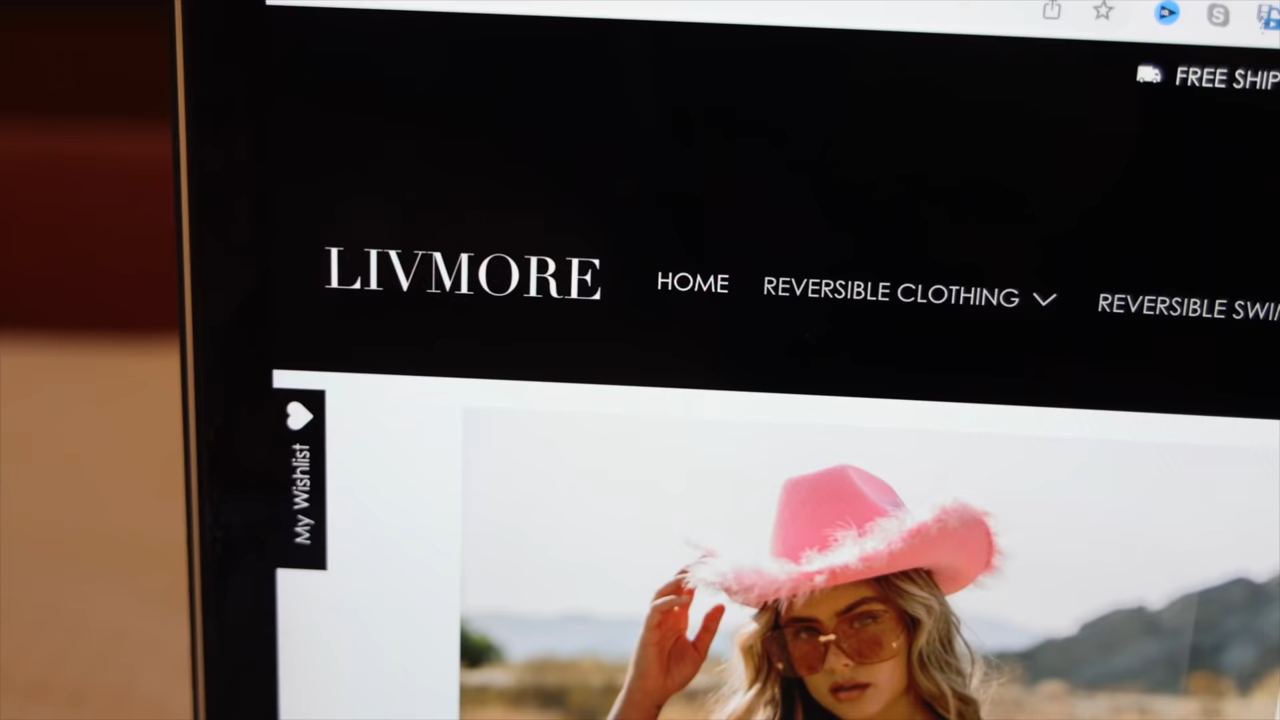 FREE SHIP
LIVMORE
HOME
REVERSIBLE CLOTHING
REVERSIBLE SWI
My Wishlist